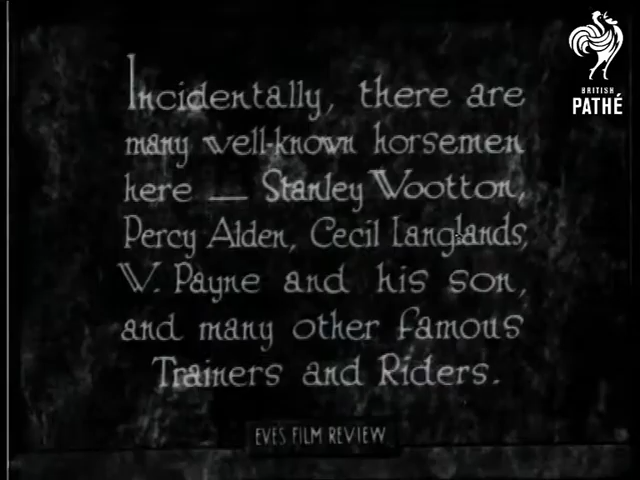 BRITISH
PATHÉ
Incidentally, there are
many well-known horsemen
here — Stanley Wootton,
Percy Alden, Cecil Langlands,
W. Payne and his son,
and many other famous
Trainers and Riders.
EVE'S FILM REVIEW